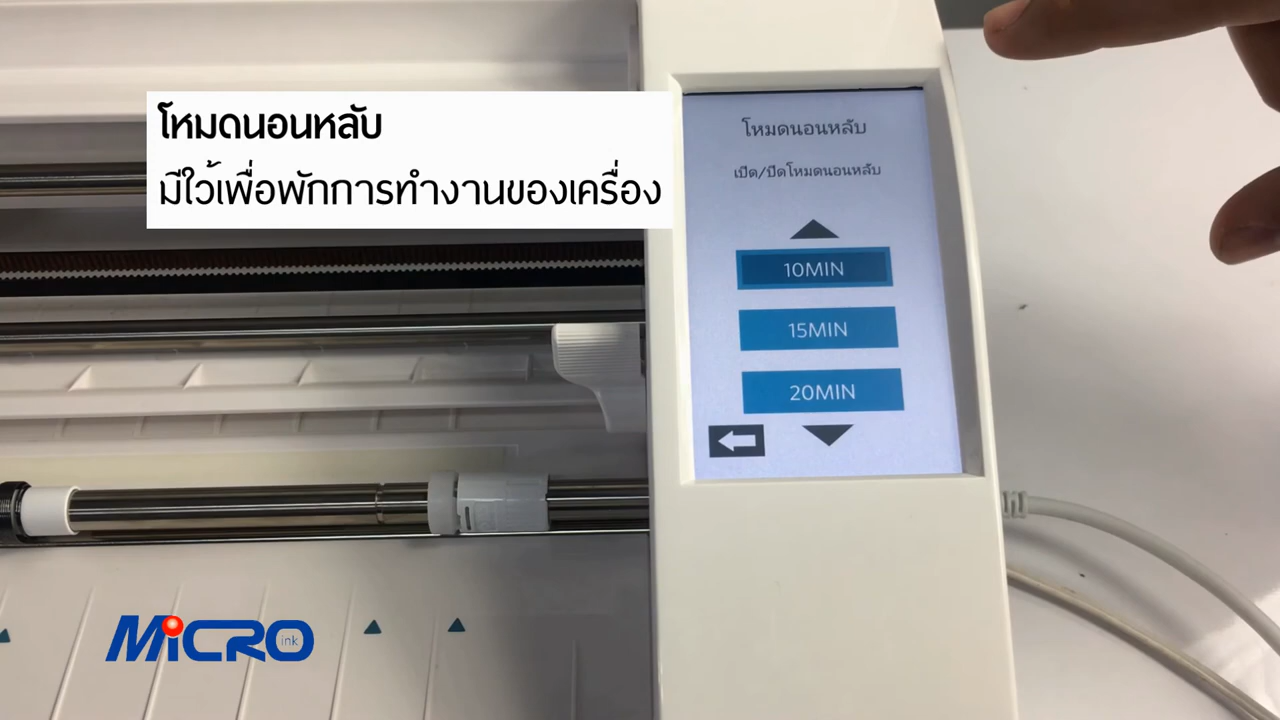 โหมดนอนหลับ
มีใว้เพื่อพักการทำงานของเครื่อง
โหมดนอนหลับ
เปิด/ปิดโหมดนอนหลับ
10MIN
15MIN
20MIN
MiCRO ink